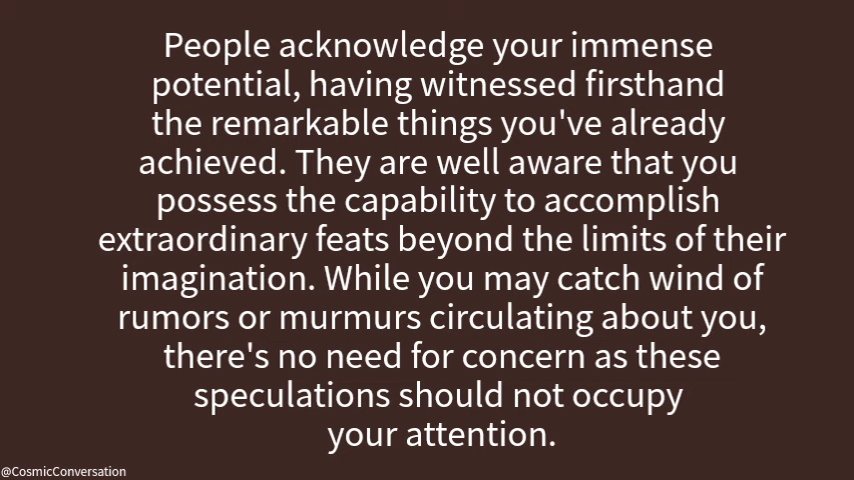 People acknowledge your immense
potential, having witnessed firsthand
the remarkable things you've already
achieved. They are well aware that you
possess the capability to accomplish
extraordinary feats beyond the limits of their
imagination. While you may catch wind of
rumors or murmurs circulating about you,
there's no need for concern as these
speculations should not occupy
your attention.
@CosmicConversation